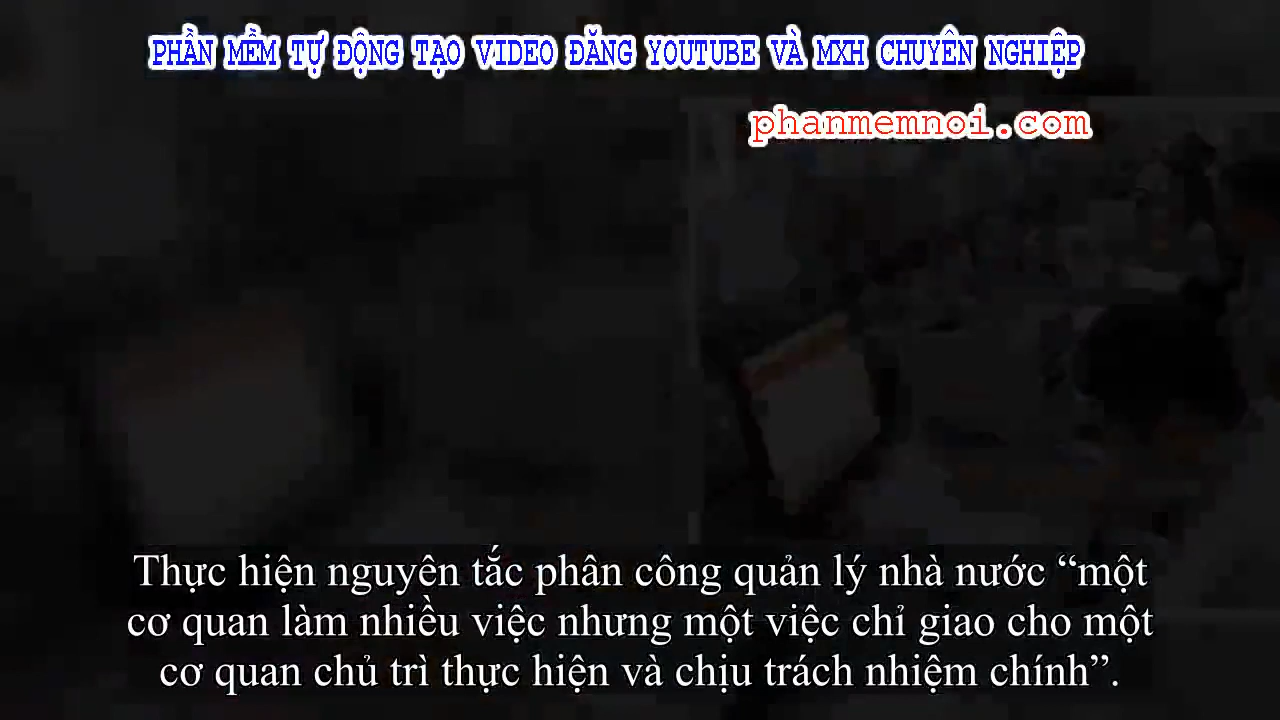 PHẦN MỀM TỰ ĐỘNG TẠO VIDEO ĐĂNG YOUTUBE VÀ MXH CHUYÊN NGHIỆP
phanmemnoi.com
Thực hiện nguyên tắc phân công quản lý nhà nước “một
cơ quan làm nhiều việc nhưng một việc chỉ giao cho một
cơ quan chủ trì thực hiện và chịu trách nhiệm chính”.